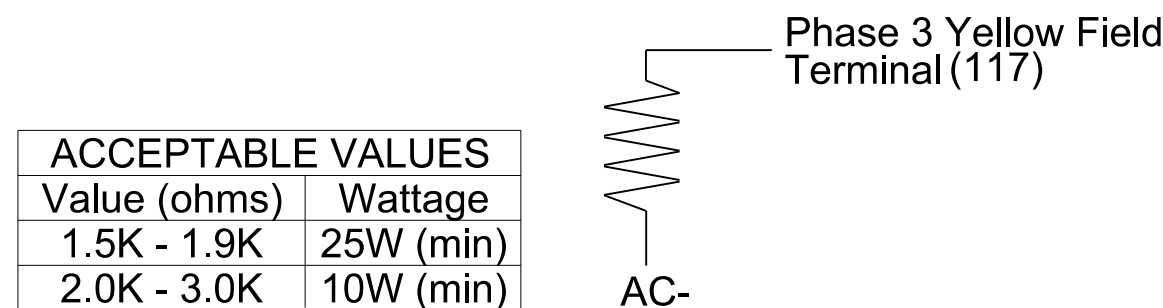 Phase 3 Yellow Field
Terminal (117)
ACCEPTABLE VALUES
Value (ohms) Wattage
1.5K - 1.9K 25W (min)
2.0K - 3.0K 10W (min)
AC-